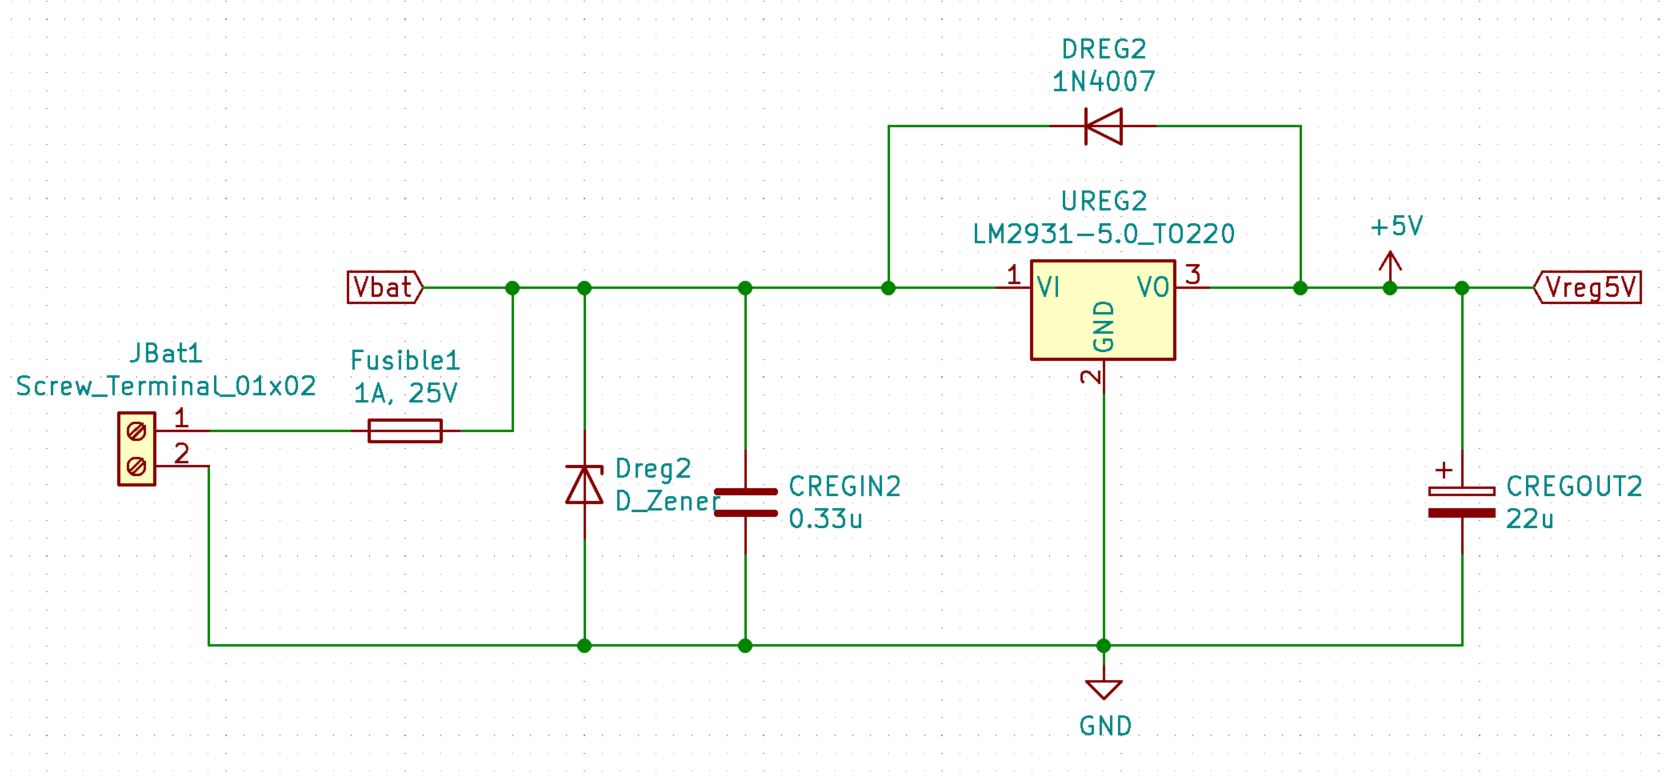 DREG2
1N4007
UREG2
LM2931-5.0_TO220
+5V
Vbat
1
VI
VO
3
GND
2
Vreg5V
JBat1
Screw_Terminal_01x02
1
2
Fusible1
1A, 25V
Dreg2
D_Zener
CREGIN2
0.33u
+
CREGOUT2
22u
GND